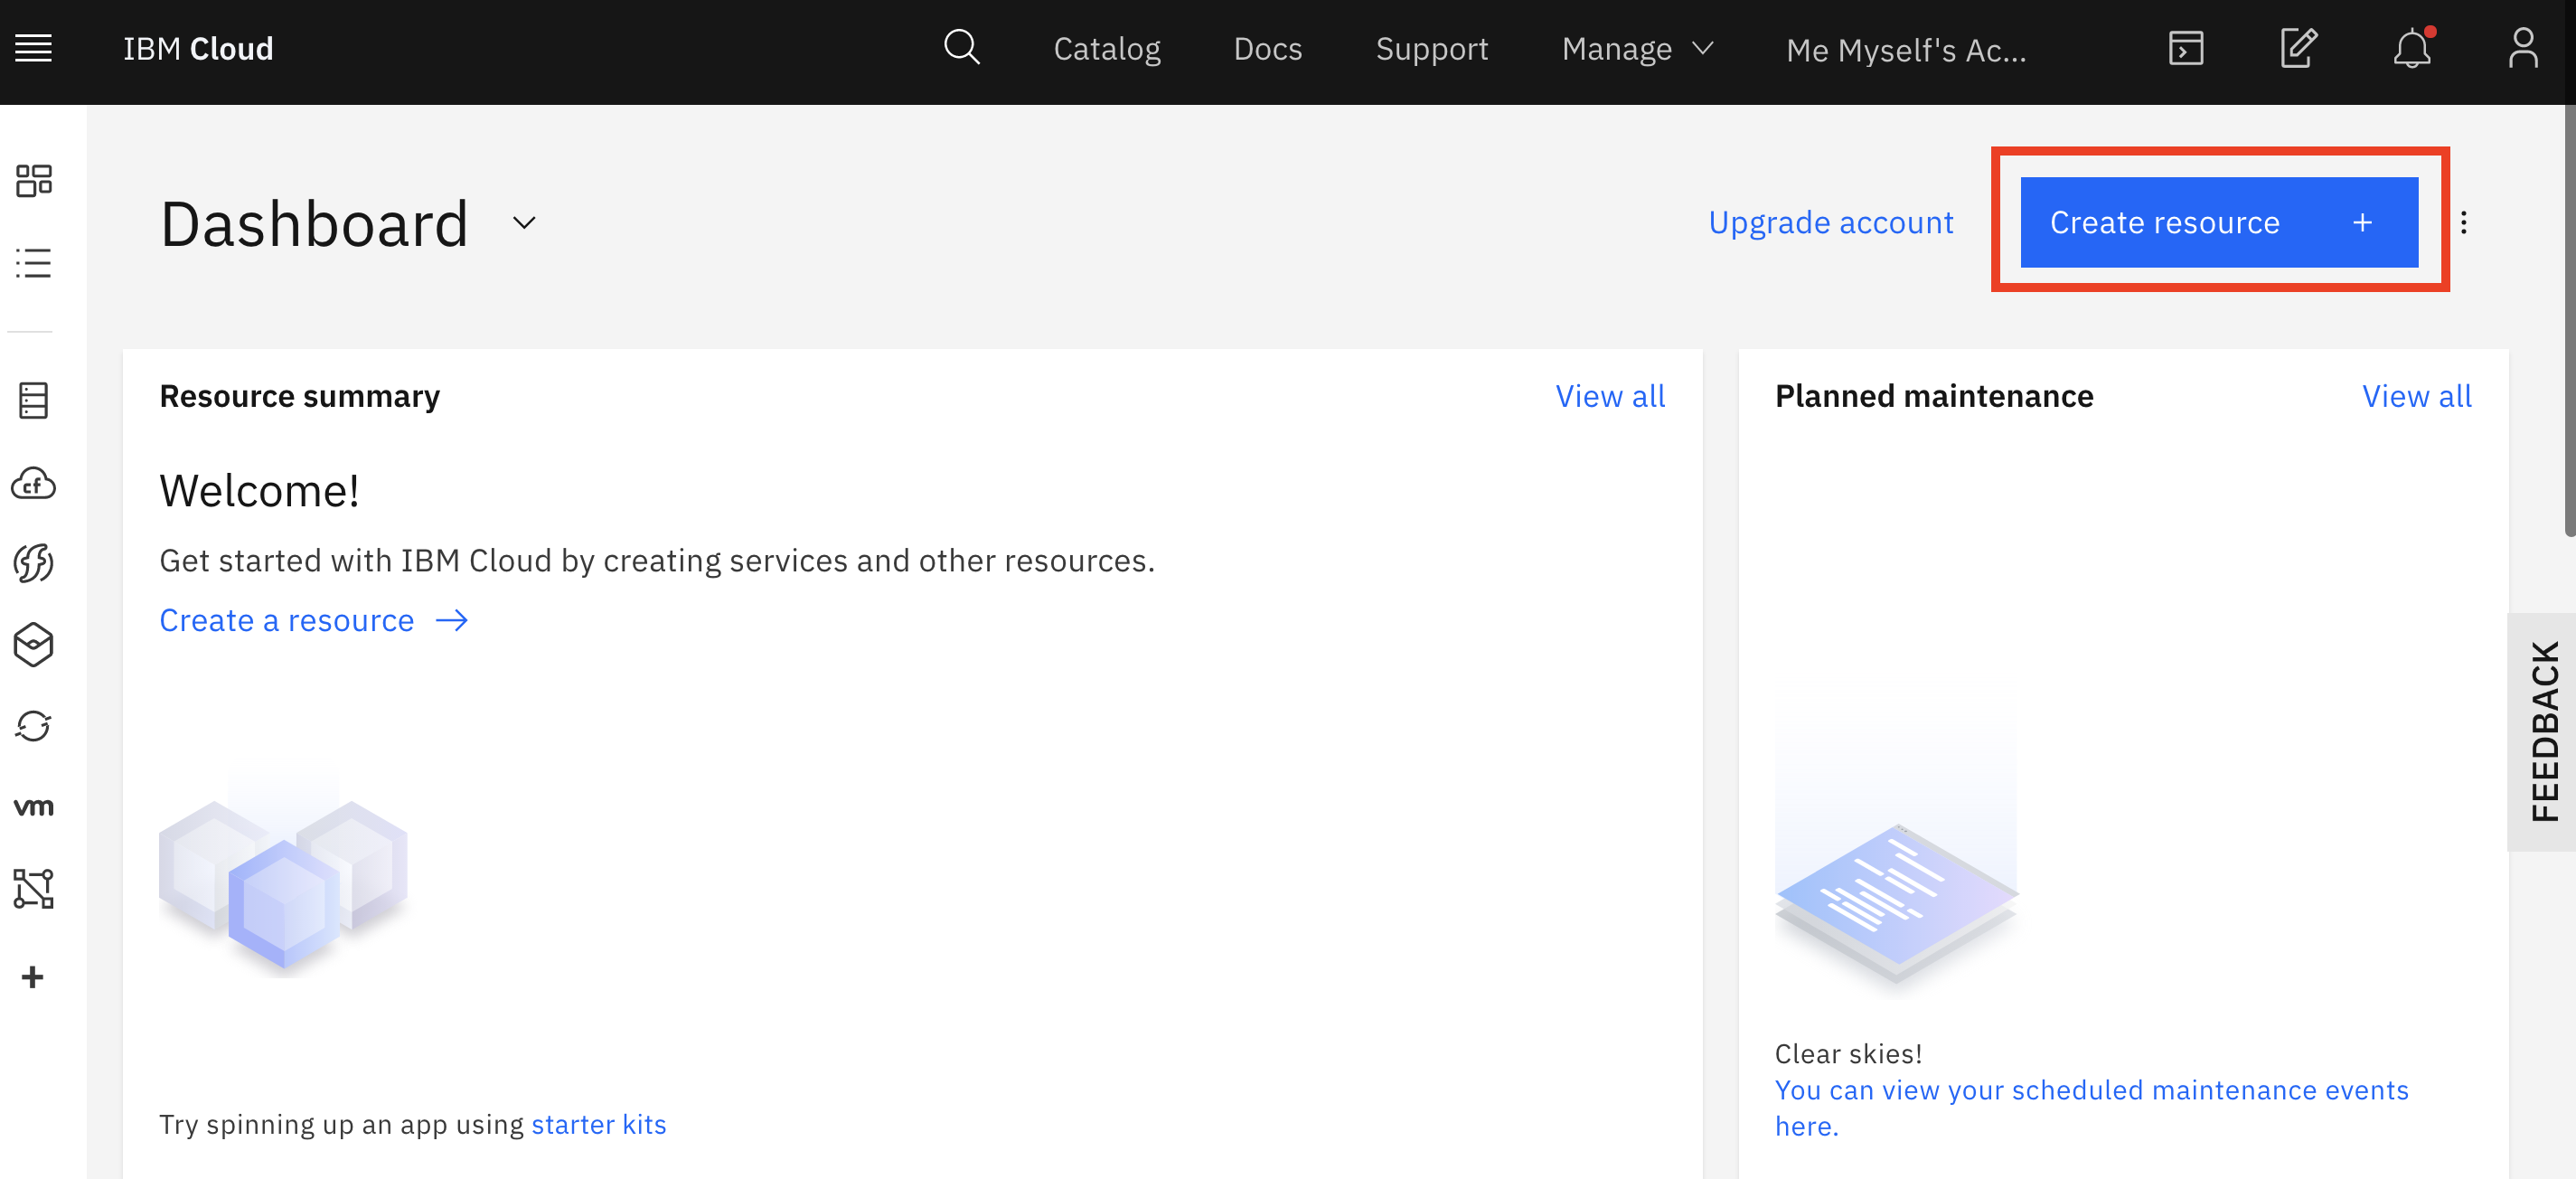 IBM Cloud
Catalog
Docs
Support
Manage
Me Myself's Ac...
Dashboard
Upgrade account
Create resource +
Resource summary
View all
Welcome!
Get started with IBM Cloud by creating services and other resources.
Create a resource
Try spinning up an app using starter kits
Planned maintenance
View all
Clear skies!
You can view your scheduled maintenance events
here.
cf
vm
FEEDBACK